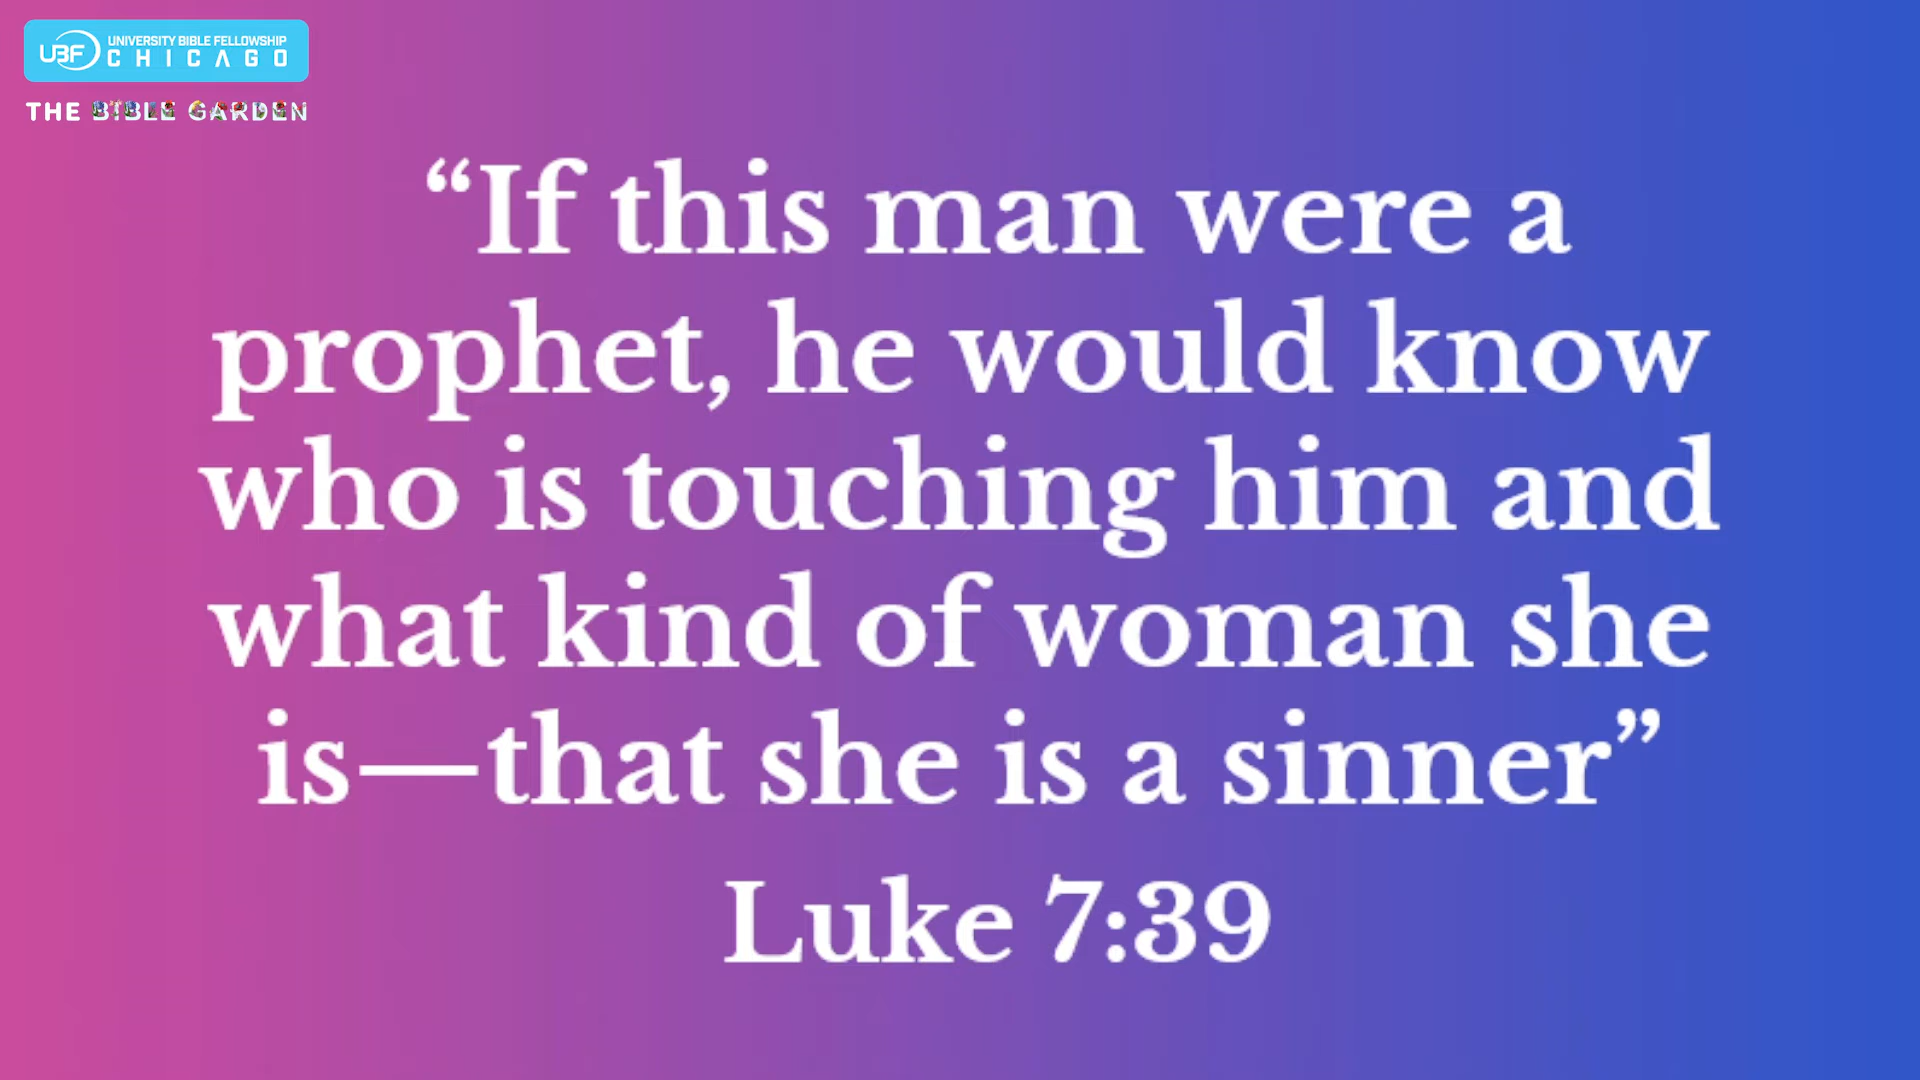 UBF
UNIVERSITY BIBLE FELLOWSHIP
CHICAGO
THE BIBLE GARDEN
“If this man were a
prophet, he would know
who is touching him and
what kind of woman she
is—that she is a sinner”
Luke 7:39